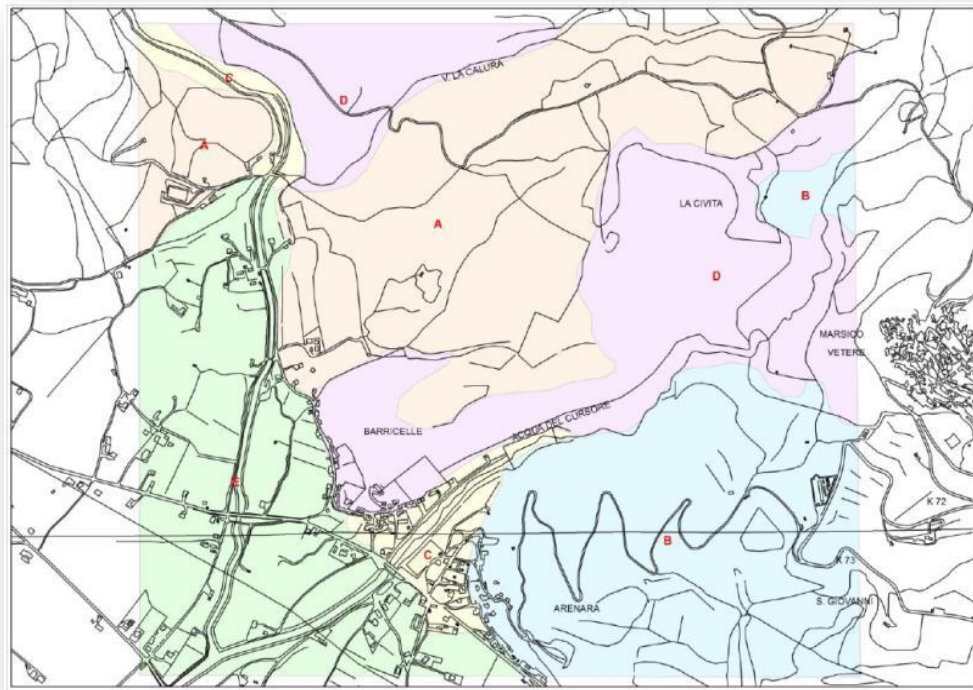 C
D
V. LA CALURA
A
LA CIVITA
B
A
D
MARSICO
VETERE
BARRICELLE
ACQUA DEL CURSORE
E
K 72
B
C
K 73
ARENARA
S. GIOVANNI